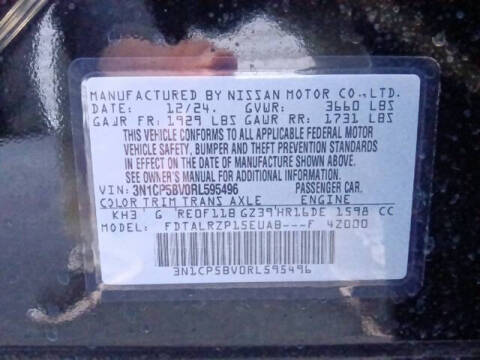 MANUFACTURED BY NISSAN MOTOR CO.,LTD.
DATE: 12/24. GVWR: 3660 LBS
GAWR FR: 1929 LBS GAWR RR: 1731 LBS
THIS VEHICLE CONFORMS TO ALL APPLICABLE FEDERAL MOTOR
VEHICLE SAFETY, BUMPER AND THEFT PREVENTION STANDARDS
IN EFFECT ON THE DATE OF MANUFACTURE SHOWN ABOVE.
SEE OWNER'S MANUAL FOR ADDITIONAL INFORMATION.
VIN: 3N1CP5BV0RL595496 PASSENGER CAR.
COLOR TRIM TRANS AXLE ENGINE
KH3 G RE0F11B GZ39 HR16DE 1598 CC
MODEL: FDTALRZP15EUAB---F 42000
3N1CP5BV0RL595496